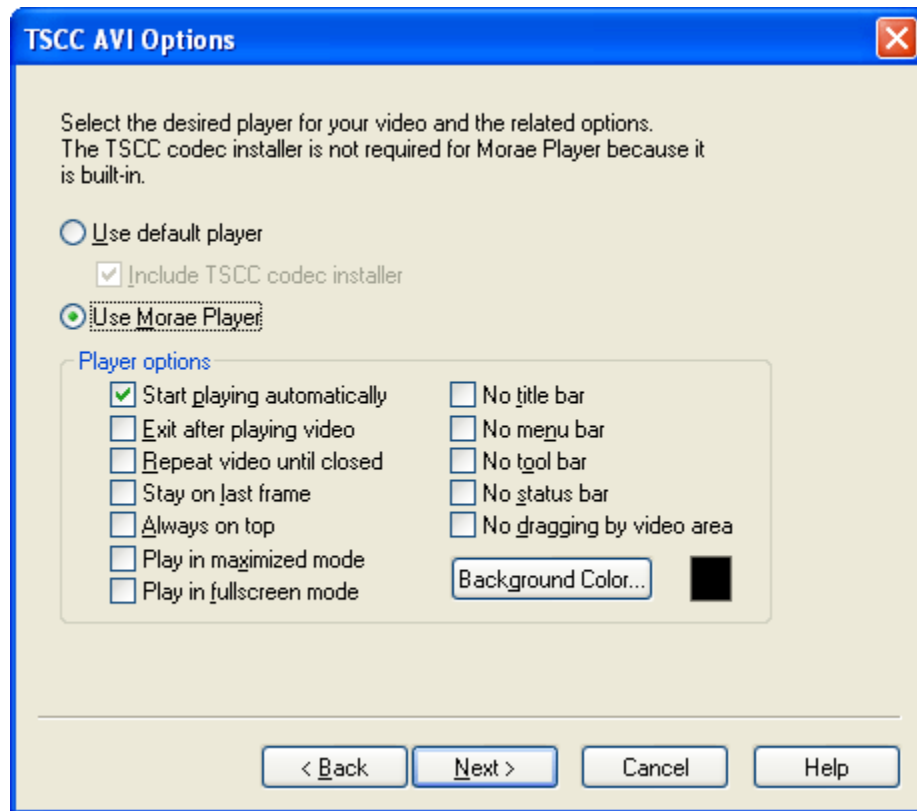 TSCC AVI Options
Select the desired player for your video and the related options.
The TSCC codec installer is not required for Morae Player because it
is built-in.
Use default player
Include TSCC codec installer
Use Morae Player
Player options
Start playing automatically
Exit after playing video
Repeat video until closed
Stay on last frame
Always on top
Play in maximized mode
Play in fullscreen mode
No title bar
No menu bar
No tool bar
No status bar
No dragging by video area
Background Color...
< Back
Next >
Cancel
Help